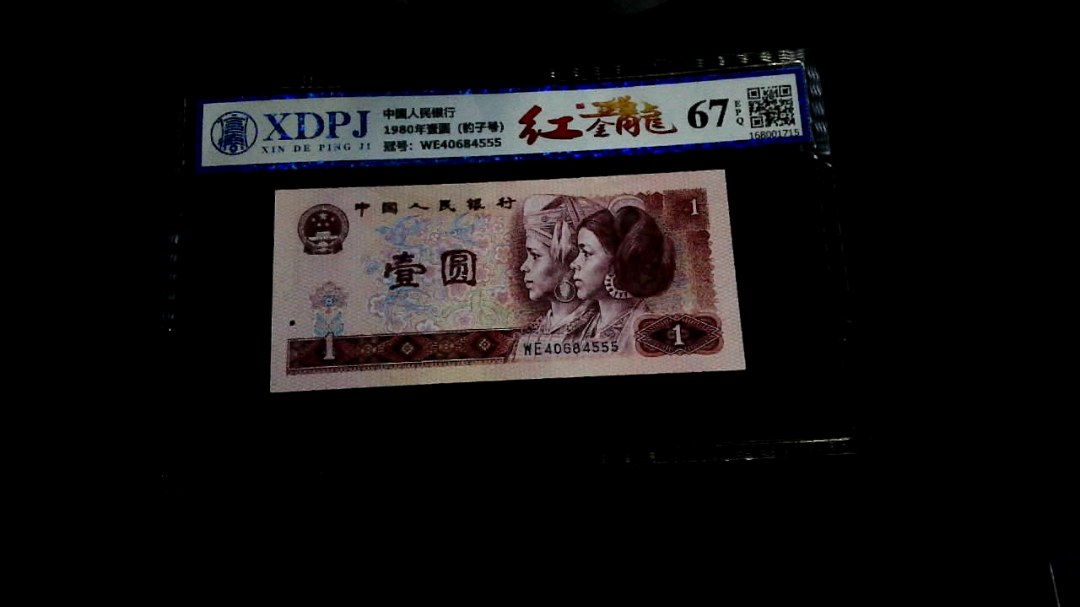 XDPJ
XIN DE PING JI
中國人民銀行
1980年壹圆（豹子号）
冠号：WE40684555
红金龍
67
EPQ
168001715
中国人民银行
1
壹圆
1
WE40684555
1